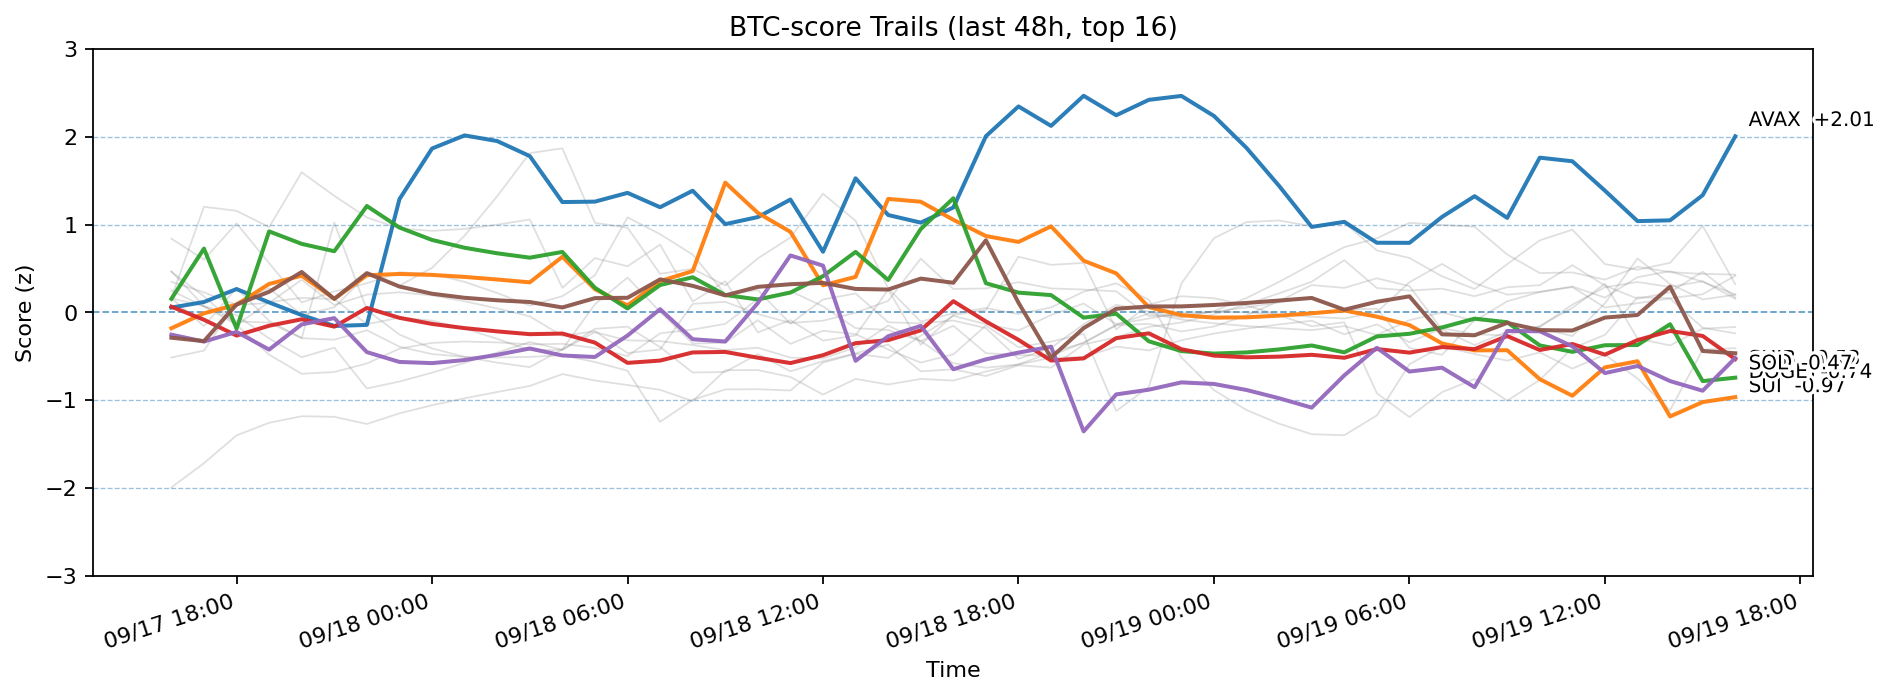 BTC-score Trails (last 48h, top 16)
Score (z)
3
2
1
0
−1
−2
−3
AVAX +2.01
SOL -0.47
SUI -0.97
09/17 18:00
09/18 00:00
09/18 06:00
09/18 12:00
09/18 18:00
09/19 00:00
09/19 06:00
09/19 12:00
09/19 18:00
Time